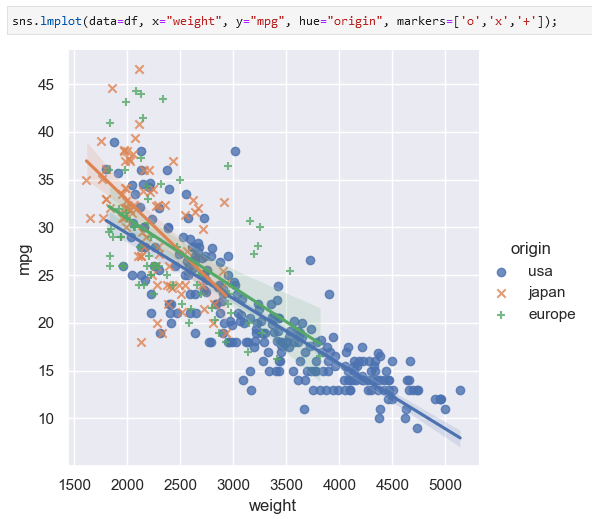 sns.lmplot(data=df, x="weight", y="mpg", hue="origin", markers=['o','x','+']);
45
40
35
30
25
20
15
10
mpg
1500 2000 2500 3000 3500 4000 4500 5000
weight
origin
usa
japan
europe